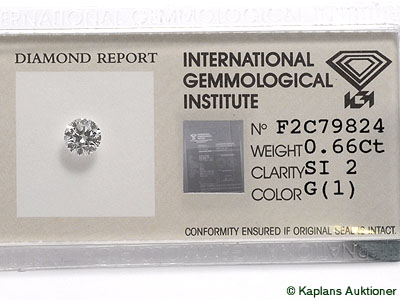 DIAMOND REPORT
INTERNATIONAL
GEMMOLOGICAL
INSTITUTE
IGI
Nº F2C79824
WEIGHT 0.66Ct
CLARITY SI 2
COLOR G(1)
CONFORMITY ENSURED IF ORIGINAL SEAL IS INTACT.
© Kaplans Auktioner